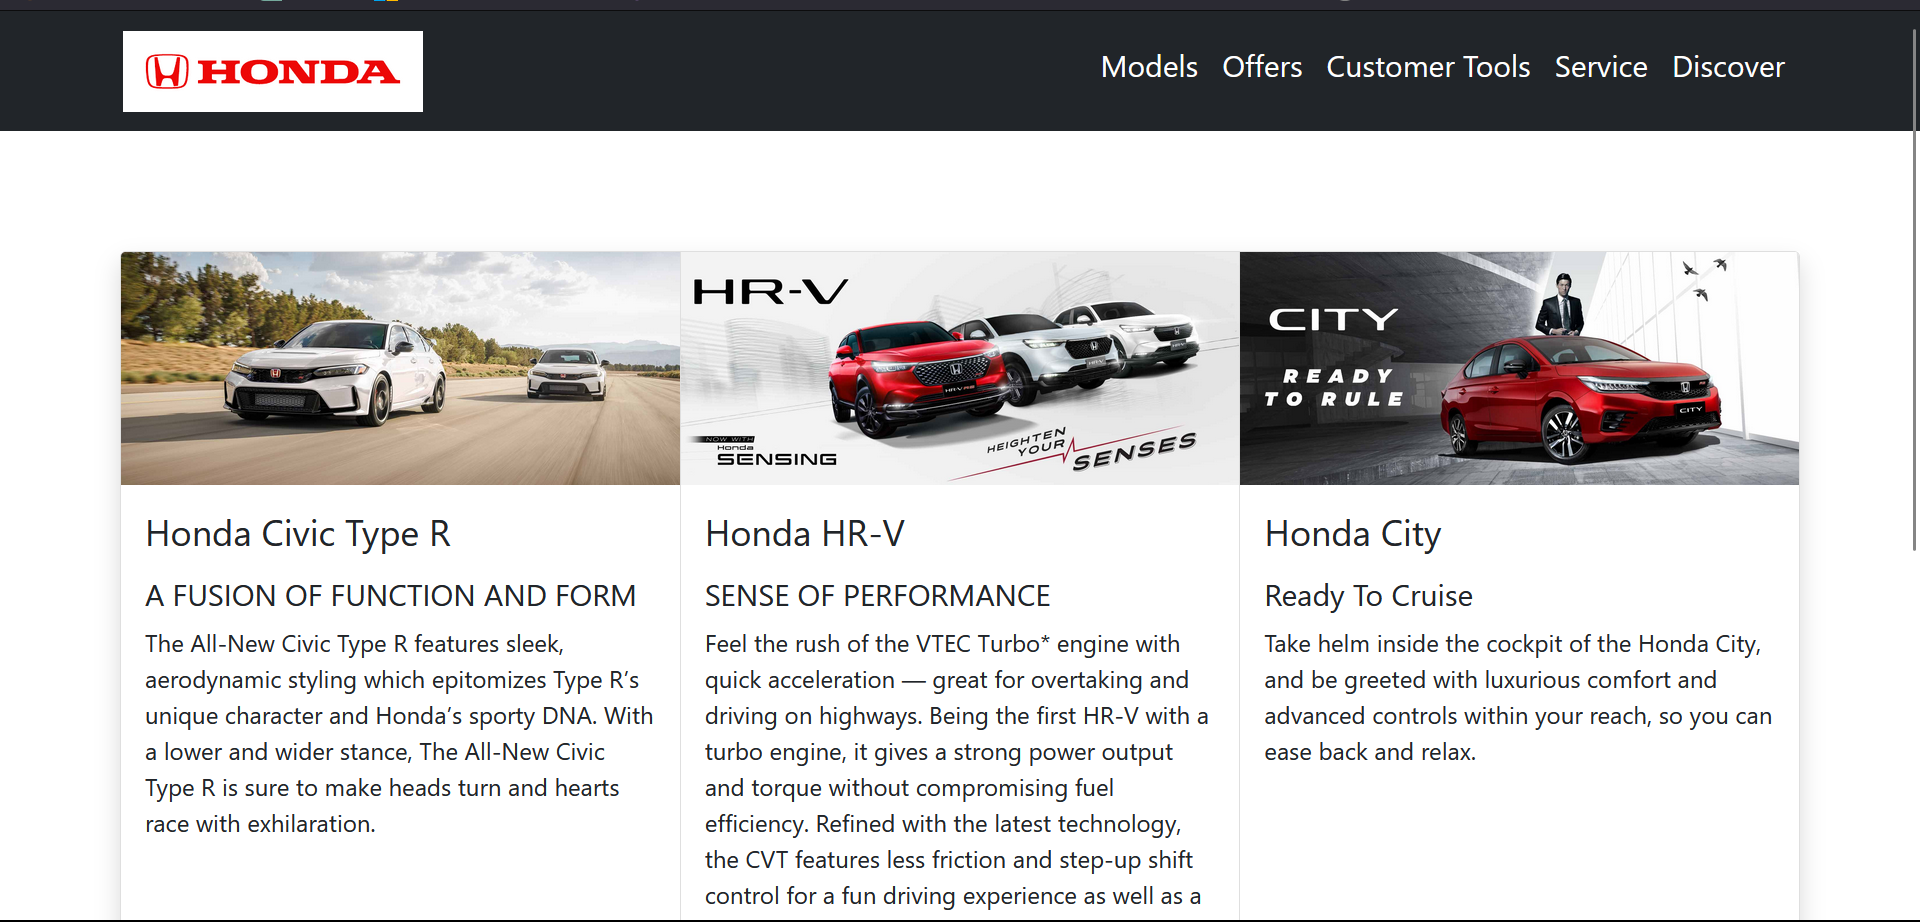 HONDA
Models Offers Customer Tools Service Discover
HR-V
NOW WITH
Honda
SENSING
HEIGHTEN
YOUR
SENSES
CITY
READY
TO RULE
CITY
Honda Civic Type R
A FUSION OF FUNCTION AND FORM
The All-New Civic Type R features sleek,
aerodynamic styling which epitomizes Type R’s
unique character and Honda’s sporty DNA. With
a lower and wider stance, The All-New Civic
Type R is sure to make heads turn and hearts
race with exhilaration.
Honda HR-V
SENSE OF PERFORMANCE
Feel the rush of the VTEC Turbo* engine with
quick acceleration — great for overtaking and
driving on highways. Being the first HR-V with a
turbo engine, it gives a strong power output
and torque without compromising fuel
efficiency. Refined with the latest technology,
the CVT features less friction and step-up shift
control for a fun driving experience as well as a
Honda City
Ready To Cruise
Take helm inside the cockpit of the Honda City,
and be greeted with luxurious comfort and
advanced controls within your reach, so you can
ease back and relax.